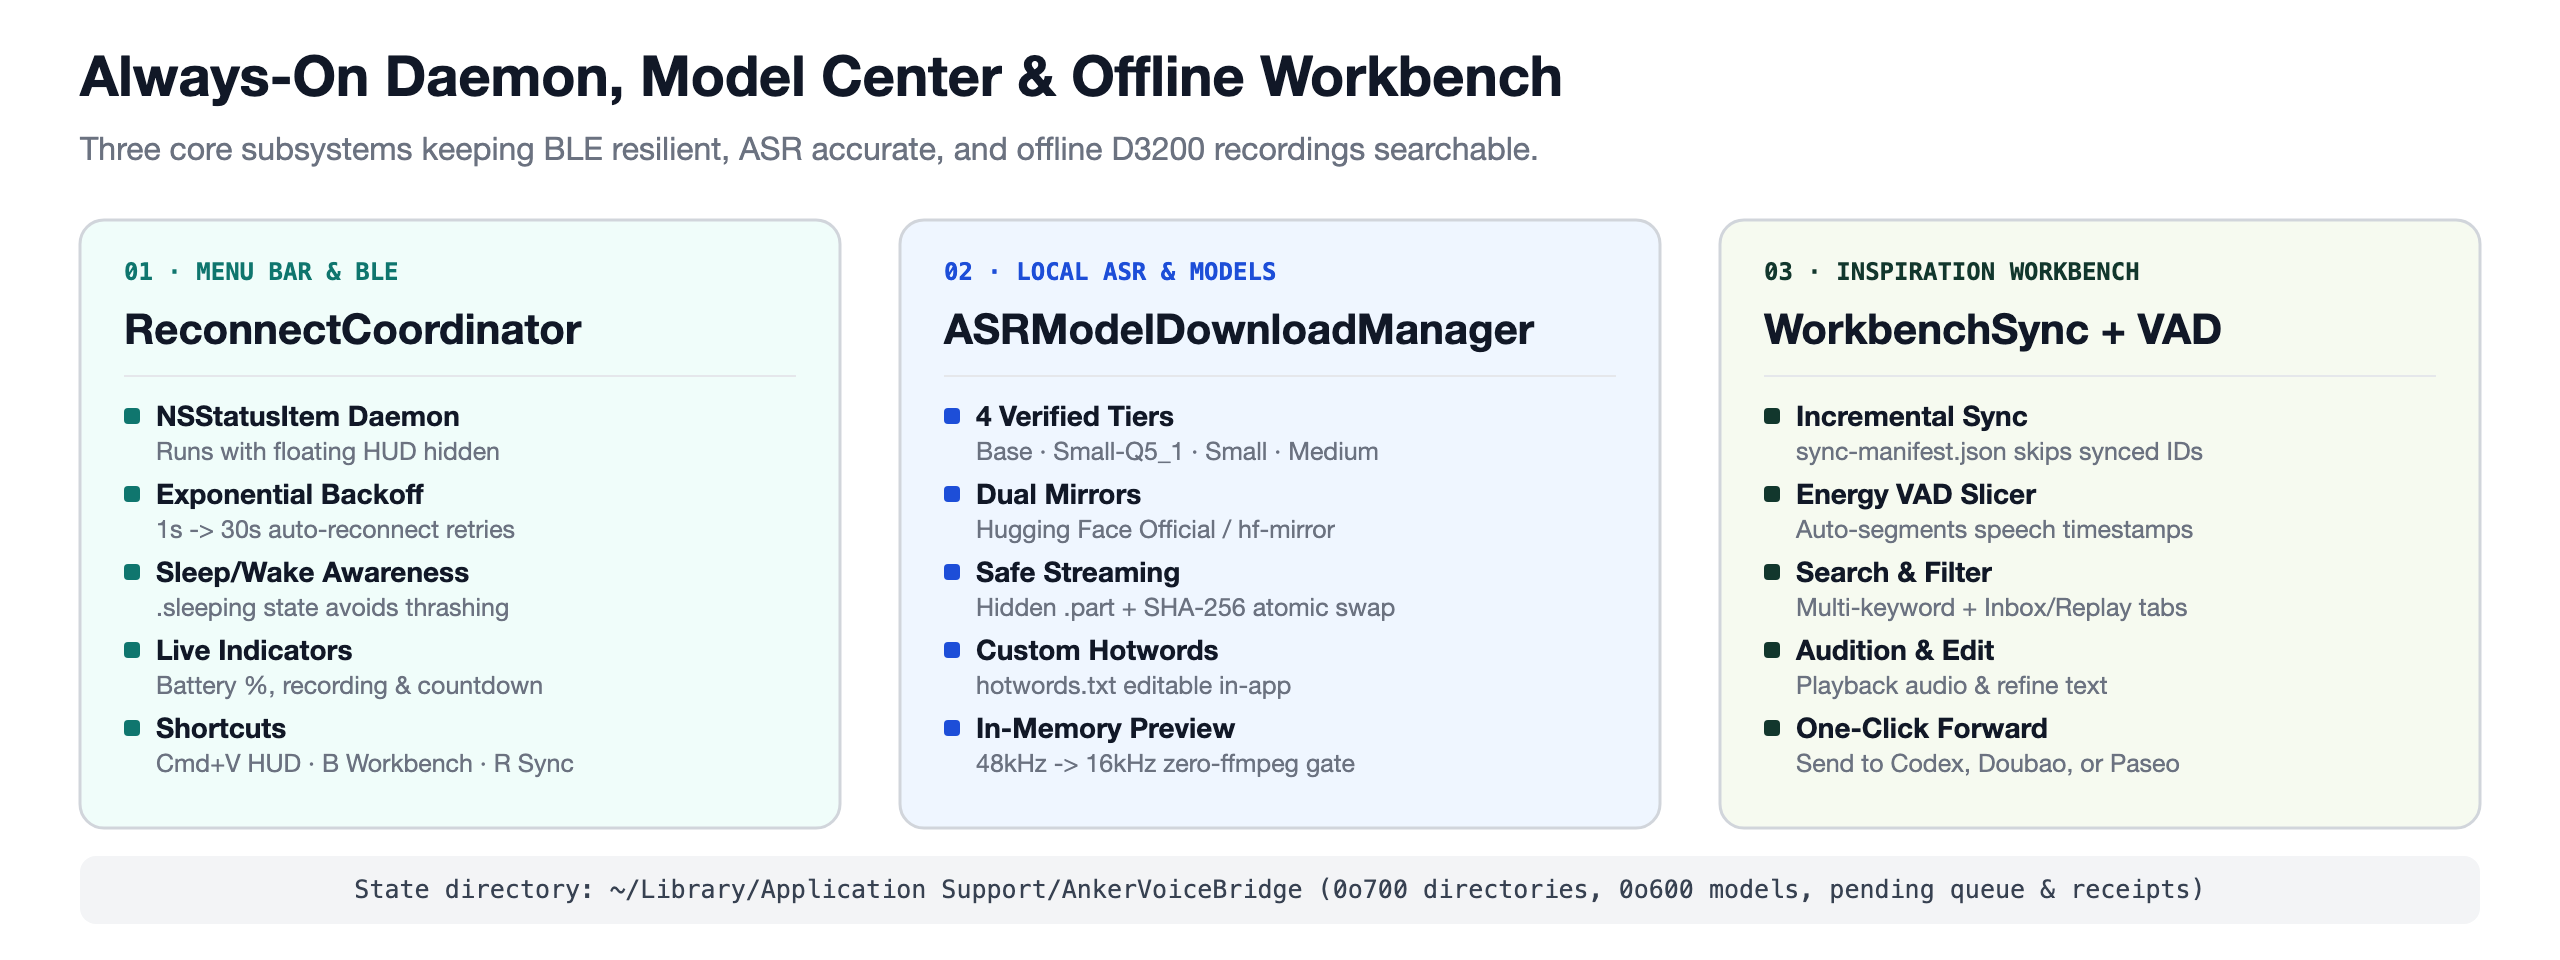 Always-On Daemon, Model Center & Offline Workbench
Three core subsystems keeping BLE resilient, ASR accurate, and offline D3200 recordings searchable.
01 · MENU BAR & BLE
ReconnectCoordinator
NSStatusItem Daemon
Runs with floating HUD hidden
Exponential Backoff
1s -> 30s auto-reconnect retries
Sleep/Wake Awareness
.sleeping state avoids thrashing
Live Indicators
Battery %, recording & countdown
Shortcuts
Cmd+V HUD · B Workbench · R Sync
02 · LOCAL ASR & MODELS
ASRModelDownloadManager
4 Verified Tiers
Base · Small-Q5_1 · Small · Medium
Dual Mirrors
Hugging Face Official / hf-mirror
Safe Streaming
Hidden .part + SHA-256 atomic swap
Custom Hotwords
hotwords.txt editable in-app
In-Memory Preview
48kHz -> 16kHz zero-ffmpeg gate
03 · INSPIRATION WORKBENCH
WorkbenchSync + VAD
Incremental Sync
sync-manifest.json skips synced IDs
Energy VAD Slicer
Auto-segments speech timestamps
Search & Filter
Multi-keyword + Inbox/Replay tabs
Audition & Edit
Playback audio & refine text
One-Click Forward
Send to Codex, Doubao, or Paseo
State directory: ~/Library/Application Support/AnkerVoiceBridge (0o700 directories, 0o600 models, pending queue & receipts)